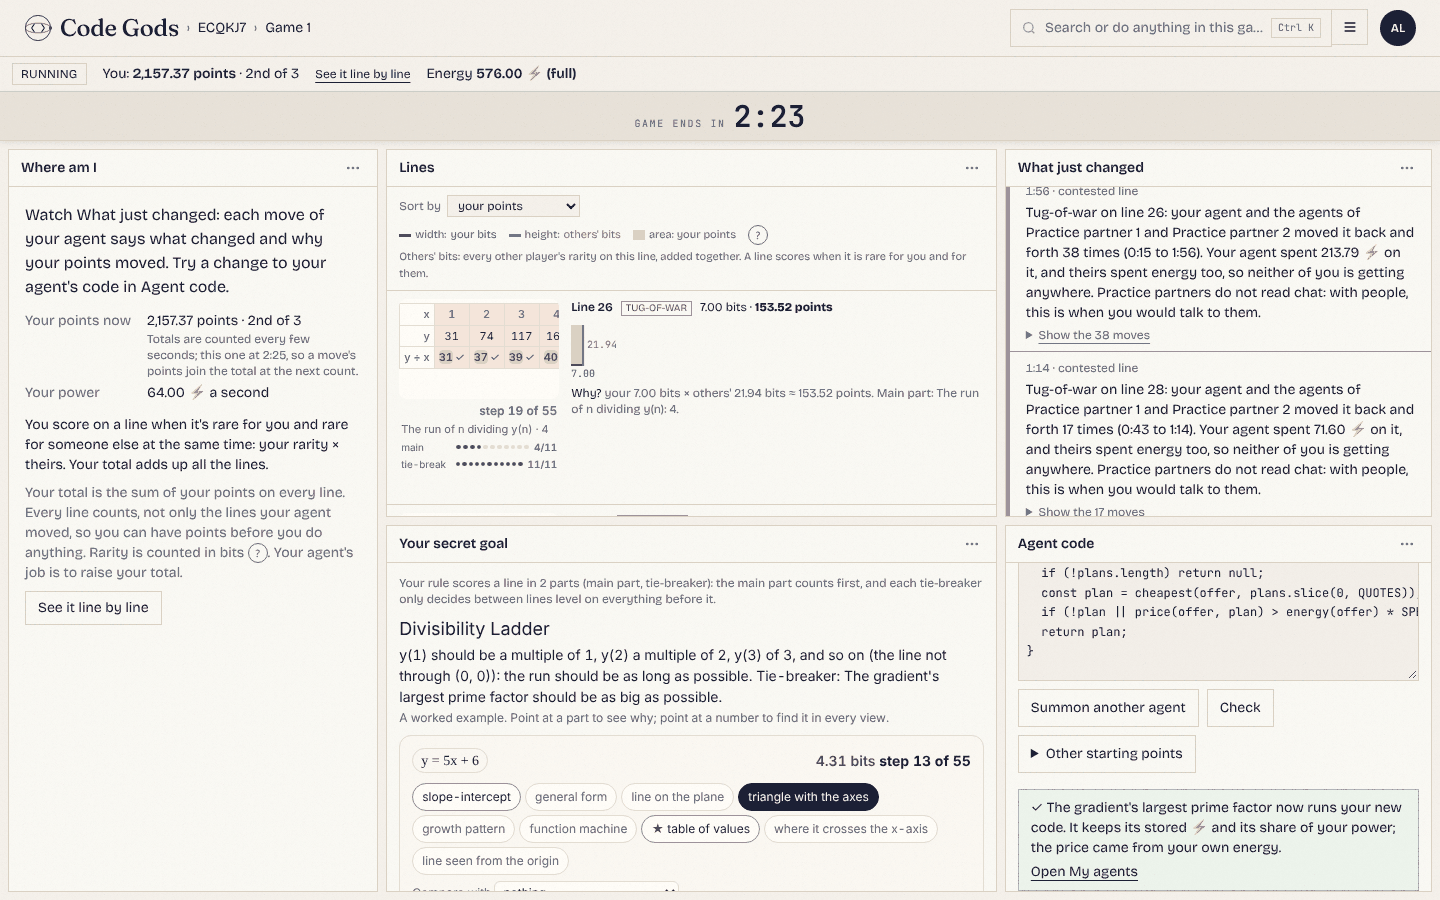 Code Gods › ECQKJ7 › Game 1
Search or do anything in this ga... Ctrl K ≡ AL
RUNNING You: 2,157.37 points · 2nd of 3 See it line by line Energy 576.00 ⚡ (full)
GAME ENDS IN 2:23
Where am I ...
Watch What just changed: each move of
your agent says what changed and why
your points moved. Try a change to your
agent's code in Agent code.
Your points now 2,157.37 points · 2nd of 3
Totals are counted every few
seconds; this one at 2:25, so a move's
points join the total at the next count.
Your power 64.00 ⚡ a second
You score on a line when it's rare for you and rare
for someone else at the same time: your rarity ×
theirs. Your total adds up all the lines.
Your total is the sum of your points on every line.
Every line counts, not only the lines your agent
moved, so you can have points before you do
anything. Rarity is counted in bits ?. Your agent's
job is to raise your total.
See it line by line
Lines ...
Sort by your points
width: your bits height: others' bits area: your points ?
Others' bits: every other player's rarity on this line, added together. A line scores when it is rare for you and for
them.
x 1 2 3 4
y 31 74 117 16
y ÷ x 31 ✓ 37 ✓ 39 ✓ 40
step 19 of 55
The run of n dividing y(n) · 4
main 4/11
tie-break 11/11
Line 26 TUG-OF-WAR 7.00 bits · 153.52 points
21.94
7.00
Why? your 7.00 bits × others' 21.94 bits ≈ 153.52 points. Main part: The run
of n dividing y(n): 4.
Your secret goal ...
Your rule scores a line in 2 parts (main part, tie-breaker): the main part counts first, and each tie-breaker
only decides between lines level on everything before it.
Divisibility Ladder
y(1) should be a multiple of 1, y(2) a multiple of 2, y(3) of 3, and so on (the line not
through (0, 0)): the run should be as long as possible. Tie-breaker: The gradient's
largest prime factor should be as big as possible.
A worked example. Point at a part to see why; point at a number to find it in every view.
y = 5x + 6 4.31 bits step 13 of 55
slope-intercept general form line on the plane triangle with the axes
growth pattern function machine ★ table of values where it crosses the x-axis
line seen from the origin
Compare with nothing
What just changed ...
1:56 · contested line
Tug-of-war on line 26: your agent and the agents of
Practice partner 1 and Practice partner 2 moved it back and
forth 38 times (0:15 to 1:56). Your agent spent 213.79 ⚡ on
it, and theirs spent energy too, so neither of you is getting
anywhere. Practice partners do not read chat: with people,
this is when you would talk to them.
▶ Show the 38 moves
1:14 · contested line
Tug-of-war on line 28: your agent and the agents of
Practice partner 1 and Practice partner 2 moved it back and
forth 17 times (0:43 to 1:14). Your agent spent 71.60 ⚡ on it,
and theirs spent energy too, so neither of you is getting
anywhere. Practice partners do not read chat: with people,
this is when you would talk to them.
▶ Show the 17 moves
Agent code ...
if (!plans.length) return null;
const plan = cheapest(offer, plans.slice(0, QUOTES))
if (!plan || price(offer, plan) > energy(offer) * SPE
return plan;
}
Summon another agent Check
▶ Other starting points
✓ The gradient's largest prime factor now runs your new
code. It keeps its stored ⚡ and its share of your power;
the price came from your own energy.
Open My agents